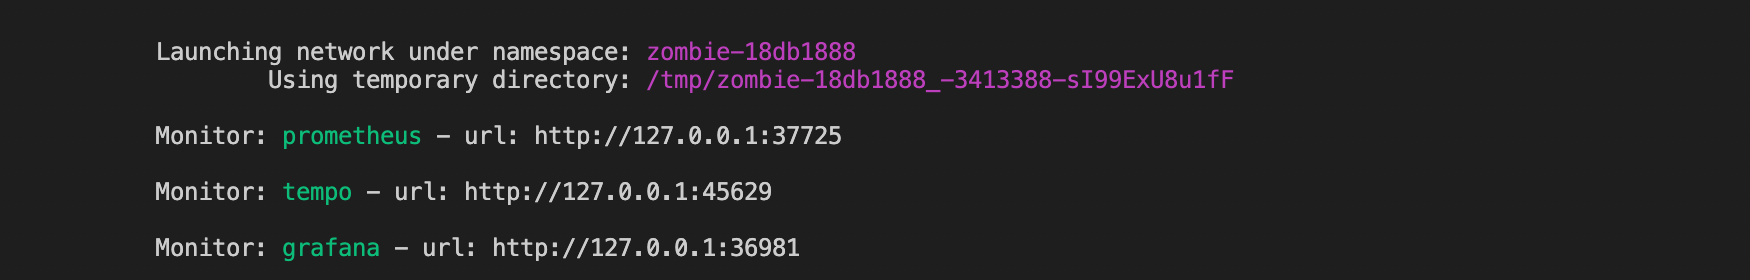 Launching network under namespace: zombie-18db1888
Using temporary directory: /tmp/zombie-18db1888_-3413388-sI99ExU8u1fF
Monitor: prometheus - url: http://127.0.0.1:37725
Monitor: tempo - url: http://127.0.0.1:45629
Monitor: grafana - url: http://127.0.0.1:36981